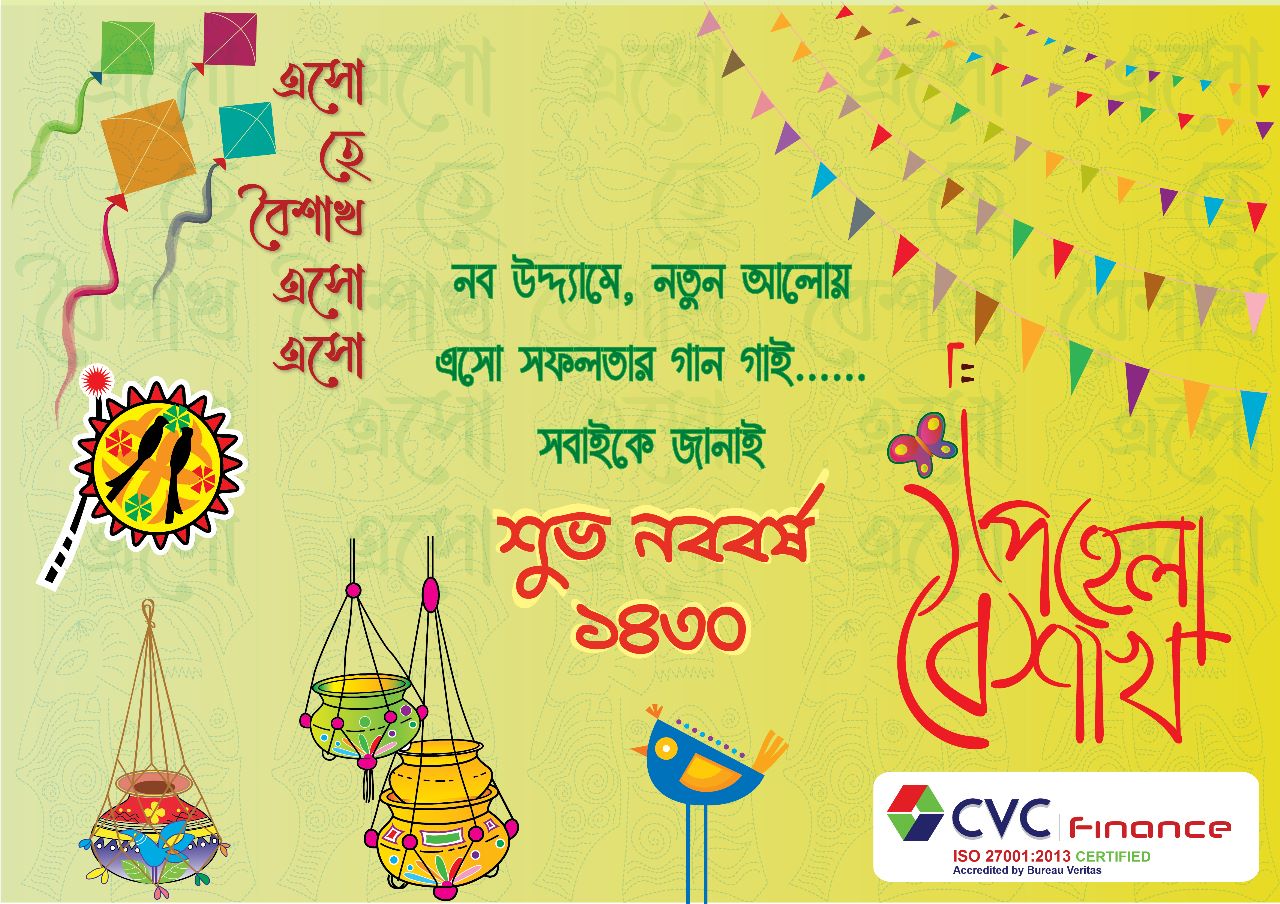 এসো
হে
বৈশাখ
এসো
এসো
নব উদ্দ্যামে, নতুন আলোয়
এসো সফলতার গান গাই......
সবাইকে জানাই
শুভ নববর্ষ
১৪৩০
পহেলা
বৈশাখ
CVC Finance
ISO 27001:2013 CERTIFIED
Accredited by Bureau Veritas